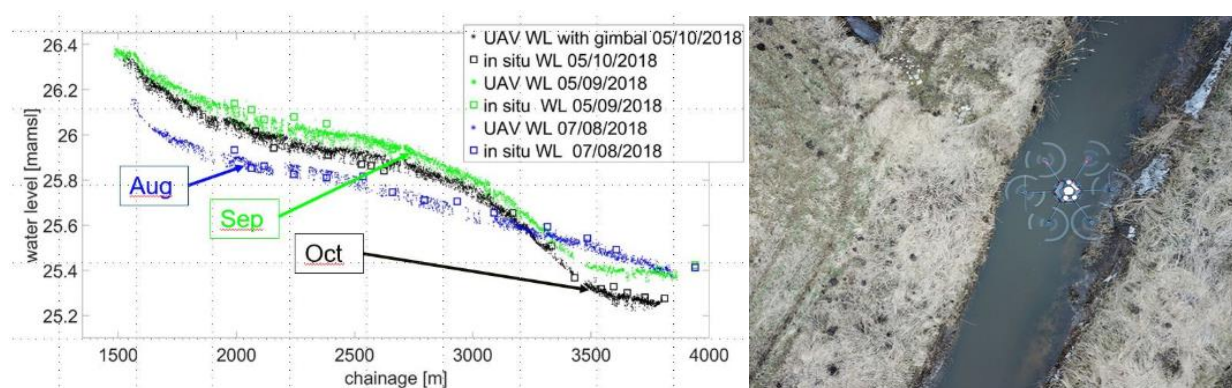 UAV WL with gimbal 05/10/2018
in situ WL 05/10/2018
UAV WL 05/09/2018
in situ WL 05/09/2018
UAV WL 07/08/2018
in situ WL 07/08/2018
26.4
26.2
26
25.8
25.6
25.4
25.2
water level [mamsl]
Aug
Sep
Oct
1500 2000 2500 3000 3500 4000
chainage [m]